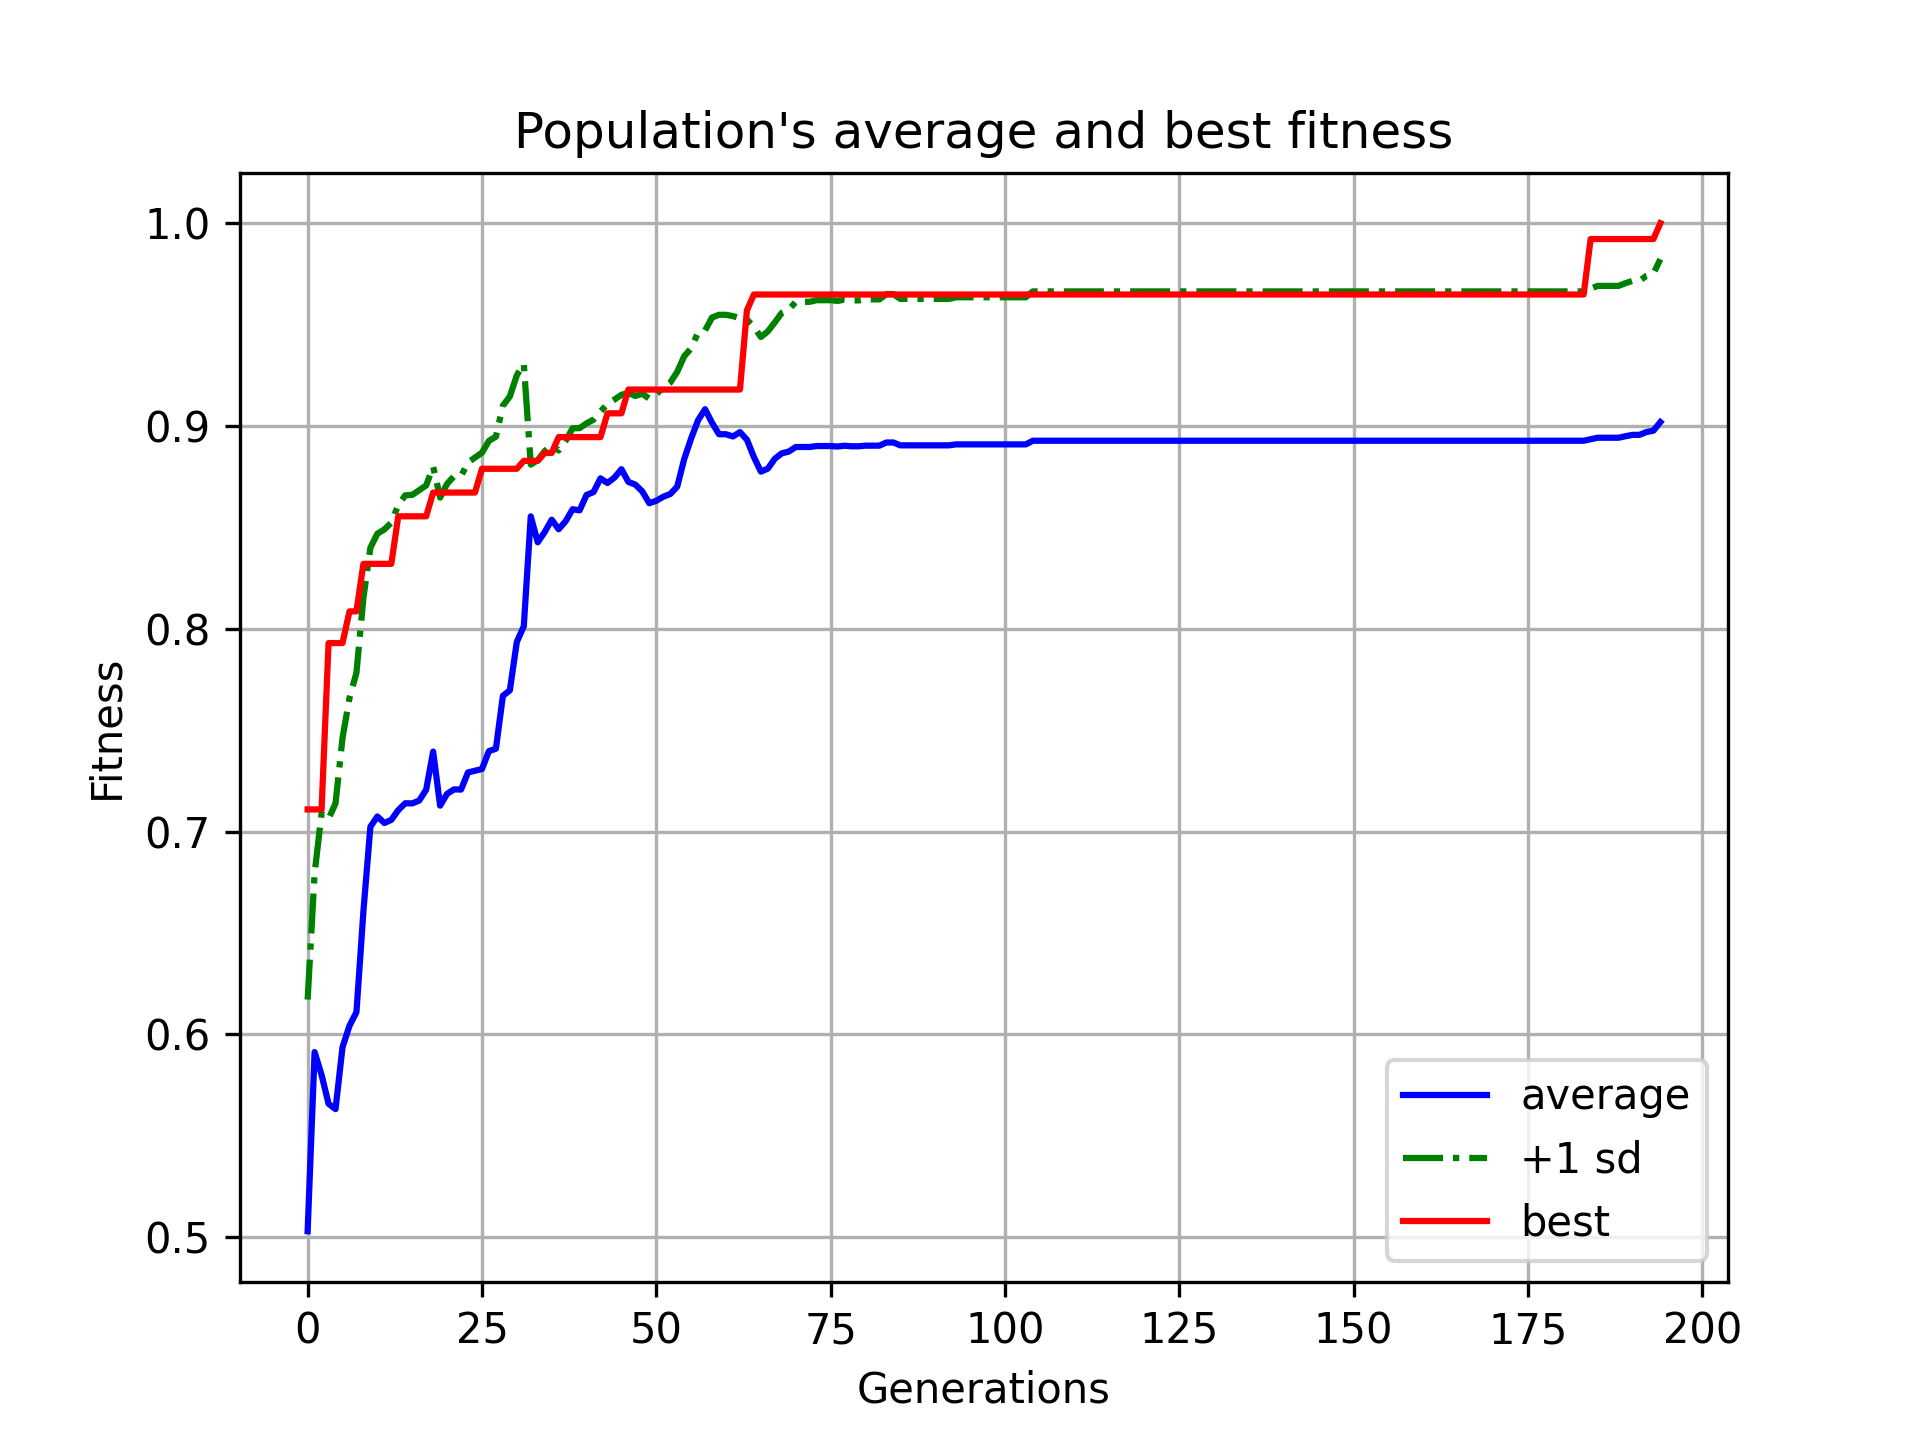 Population's average and best fitness
1.0
0.9
0.8
0.7
0.6
0.5
Fitness
0 25 50 75 100 125 150 175 200
Generations
average
+1 sd
best